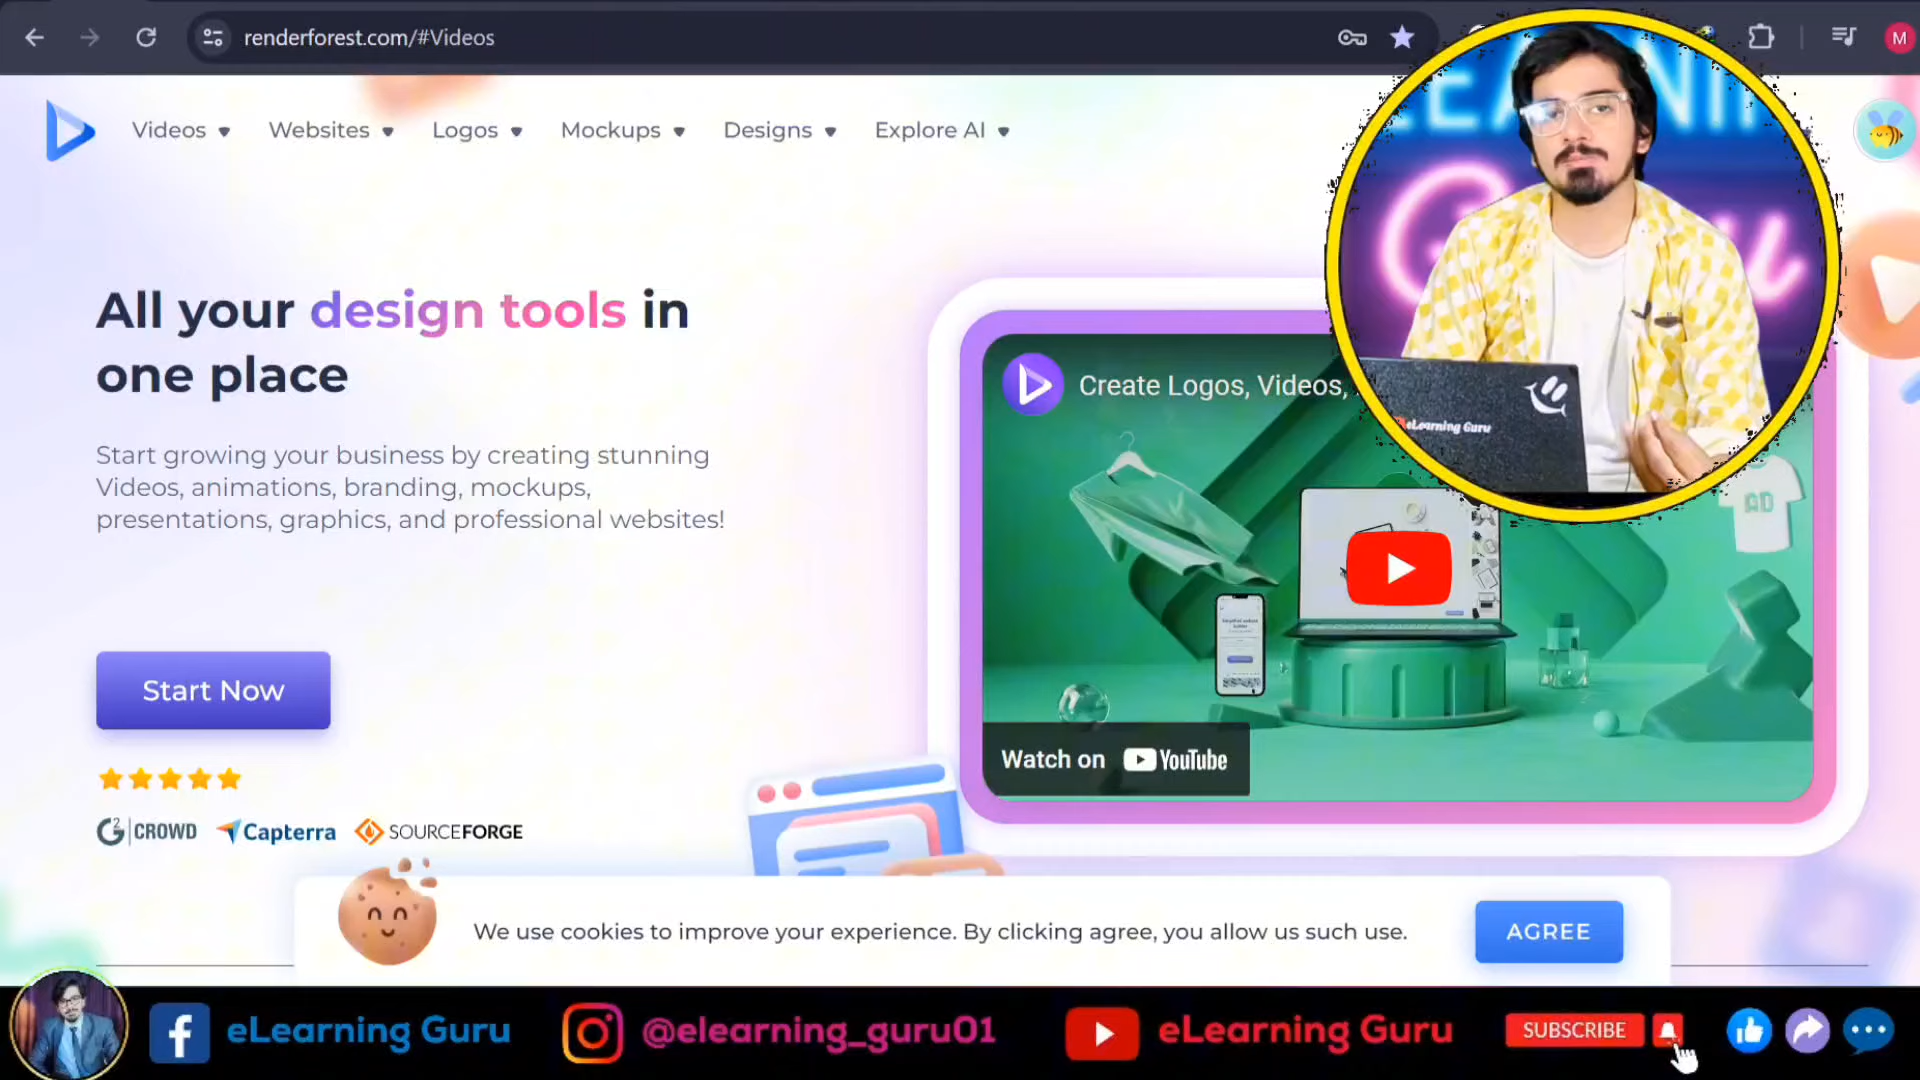 renderforest.com/#Videos
M
Videos
Websites
Logos
Mockups
Designs
Explore AI
All your design tools in
one place
Start growing your business by creating stunning
Videos, animations, branding, mockups,
presentations, graphics, and professional websites!
Start Now
G2 | CROWD
Capterra
SOURCEFORGE
Create Logos, Videos,
eLearning Guru
AD
Watch on YouTube
We use cookies to improve your experience. By clicking agree, you allow us such use.
AGREE
eLearning Guru
@elearning_guru01
eLearning Guru
SUBSCRIBE